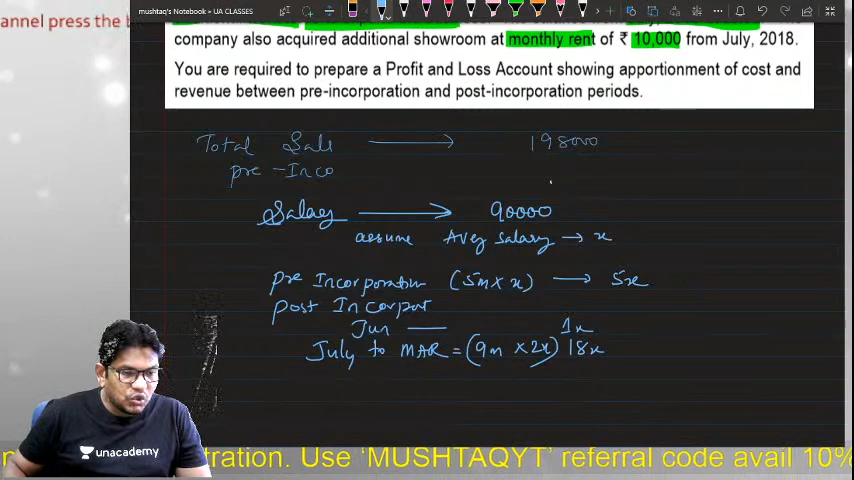 annel press the b
mushtaq's Notebook • UA CLASSES
company also acquired additional showroom at monthly rent of ₹ 10,000 from July, 2018.
You are required to prepare a Profit and Loss Account showing apportionment of cost and
revenue between pre-incorporation and post-incorporation periods.
Total Sale → 198000
pre-Inco
Salary → 90000
assume Aveg salary → x
pre Incorporation (5m × x) → 5x
post Incorporat
Jun — 1x
July to MAR = (9m × 2x) 18x
unacademy
tration. Use 'MUSHTAQYT' referral code avail 10%